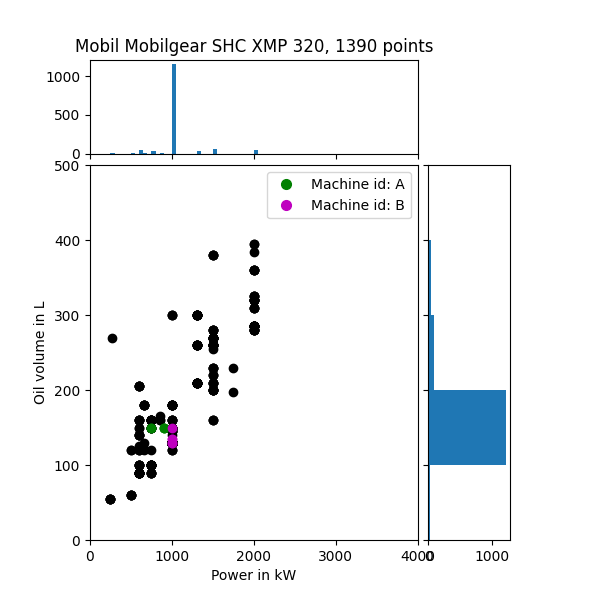 Mobil Mobilgear SHC XMP 320, 1390 points
1000
500
0
500
400
300
200
100
0
Oil volume in L
Machine id: A
Machine id: B
0 1000 2000 3000 4000
0 1000
Power in kW